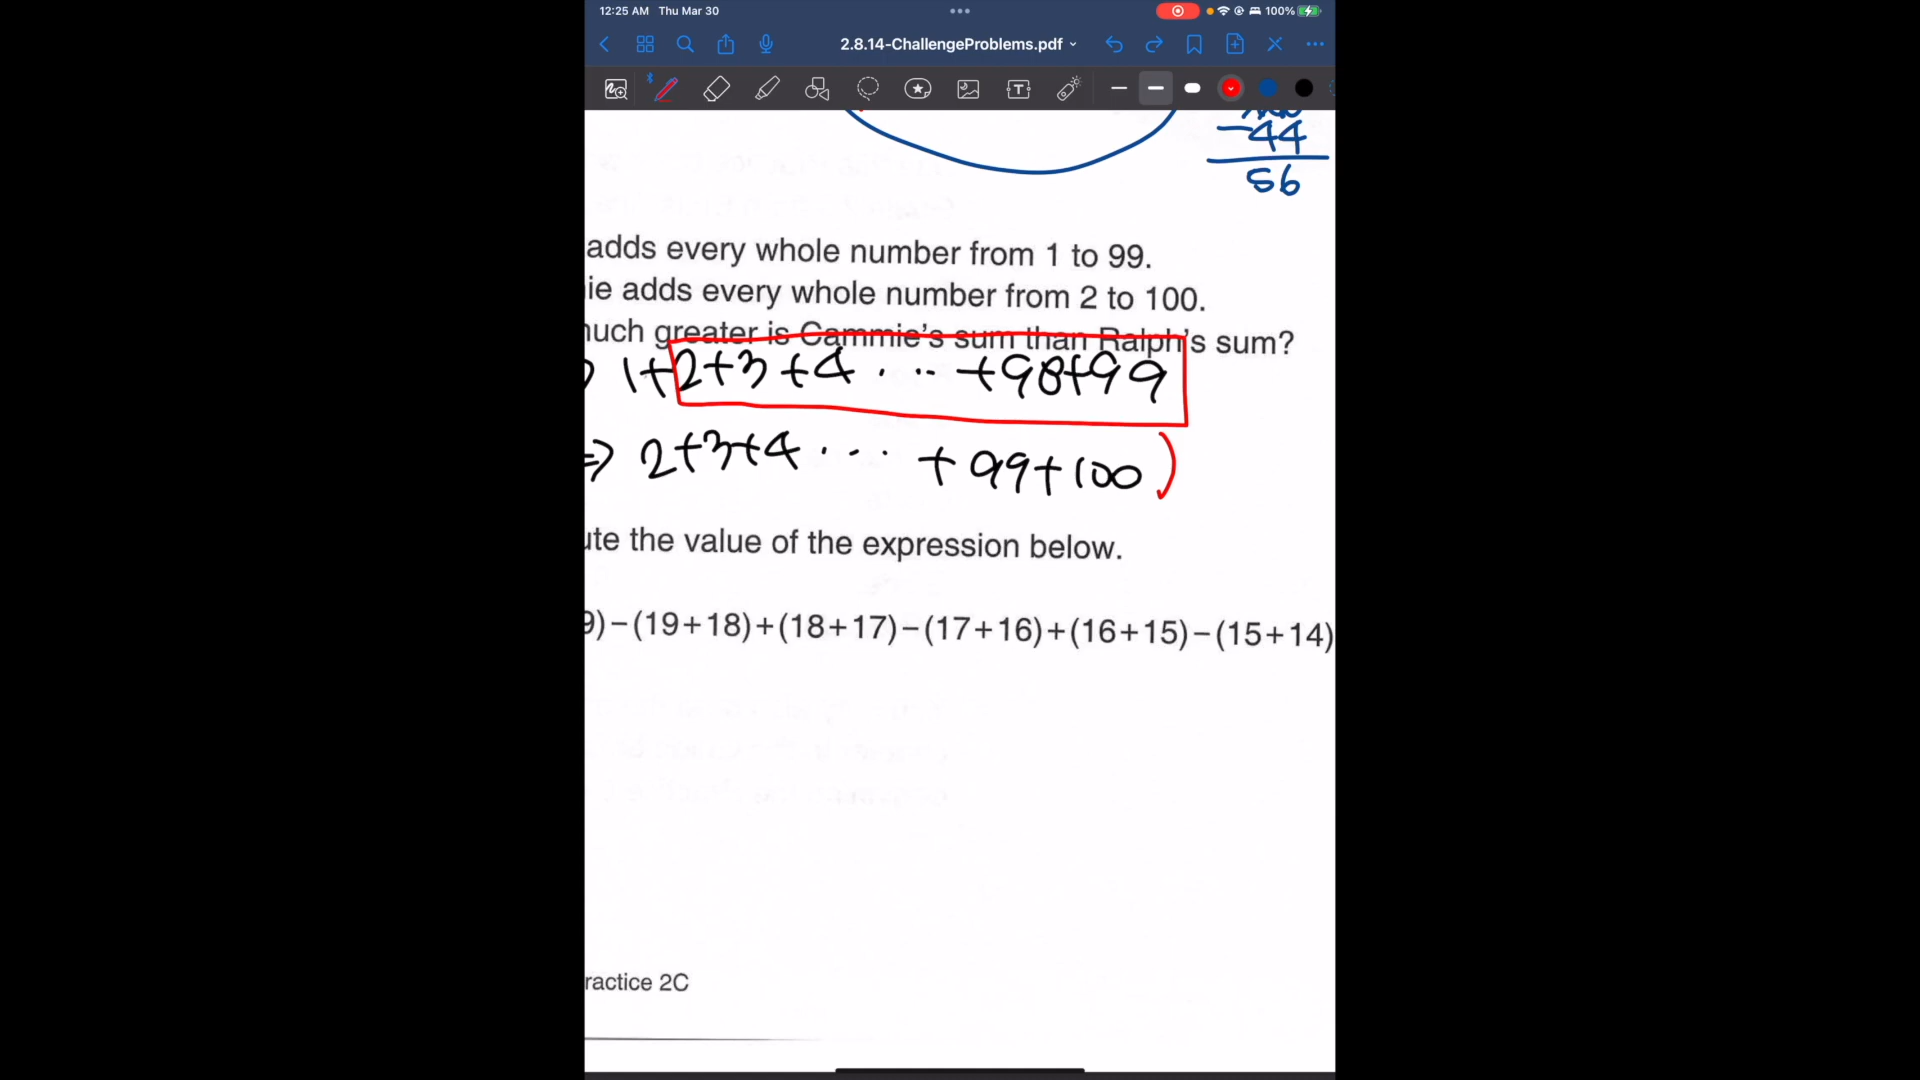 12:25 AM Thu Mar 30
100%
2.8.14-ChallengeProblems.pdf
-44
56
adds every whole number from 1 to 99.
ie adds every whole number from 2 to 100.
much greater is Cammie's sum than Ralph's sum?
1+2+3+4 ... +98+99
⇒ 2+3+4 ... +99+100
ute the value of the expression below.
9)−(19+18)+(18+17)−(17+16)+(16+15)−(15+14)
ractice 2C